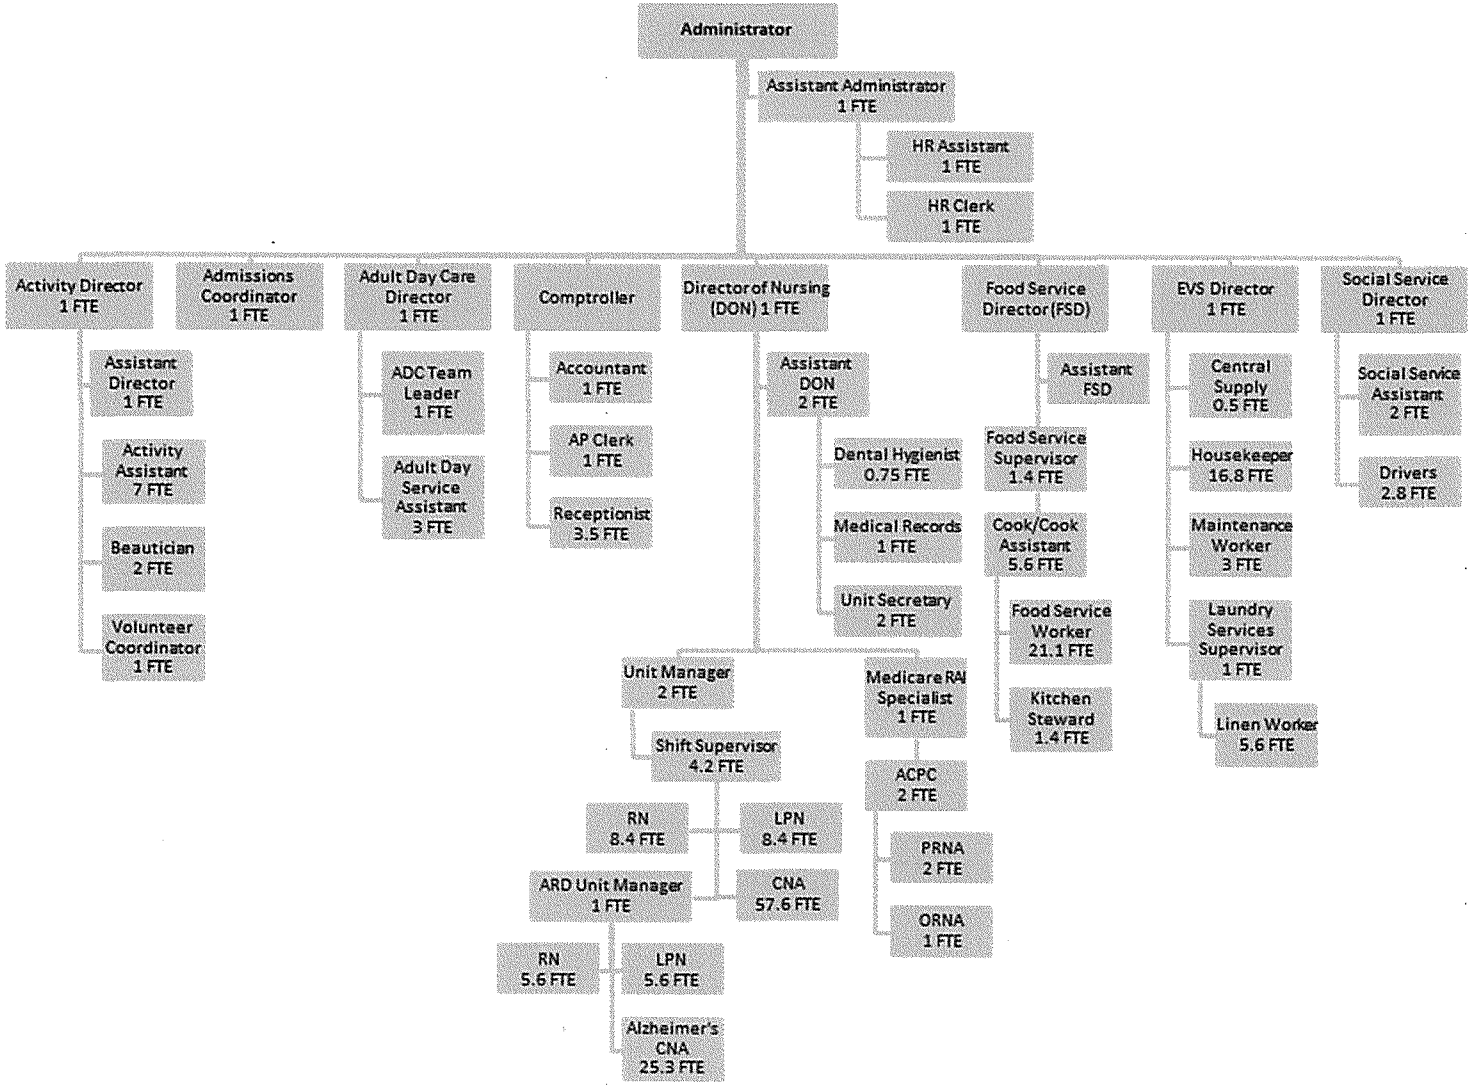 Administrator
Assistant Administrator
1 FTE
HR Assistant
1 FTE
HR Clerk
1 FTE
Activity Director
1 FTE
Assistant
Director
1 FTE
Activity
Assistant
7 FTE
Beautician
2 FTE
Volunteer
Coordinator
1 FTE
Admissions
Coordinator
1 FTE
Adult Day Care
Director
1 FTE
ADC Team
Leader
1 FTE
Adult Day
Service
Assistant
3 FTE
Comptroller
Accountant
1 FTE
AP Clerk
1 FTE
Receptionist
3.5 FTE
Director of Nursing
(DON) 1 FTE
Assistant
DON
2 FTE
Dental Hygienist
0.75 FTE
Medical Records
1 FTE
Unit Secretary
2 FTE
Unit Manager
2 FTE
Shift Supervisor
4.2 FTE
RN
8.4 FTE
LPN
8.4 FTE
ARD Unit Manager
1 FTE
CNA
57.6 FTE
RN
5.6 FTE
LPN
5.6 FTE
Alzheimer's
CNA
25.3 FTE
Medicare RAI
Specialist
1 FTE
ACPC
2 FTE
PRNA
2 FTE
ORNA
1 FTE
Food Service
Director (FSD)
Assistant
FSD
Food Service
Supervisor
1.4 FTE
Cook/Cook
Assistant
5.6 FTE
Food Service
Worker
21.1 FTE
Kitchen
Steward
1.4 FTE
EVS Director
1 FTE
Central
Supply
0.5 FTE
Housekeeper
16.8 FTE
Maintenance
Worker
3 FTE
Laundry
Services
Supervisor
1 FTE
Linen Worker
5.6 FTE
Social Service
Director
1 FTE
Social Service
Assistant
2 FTE
Drivers
2.8 FTE